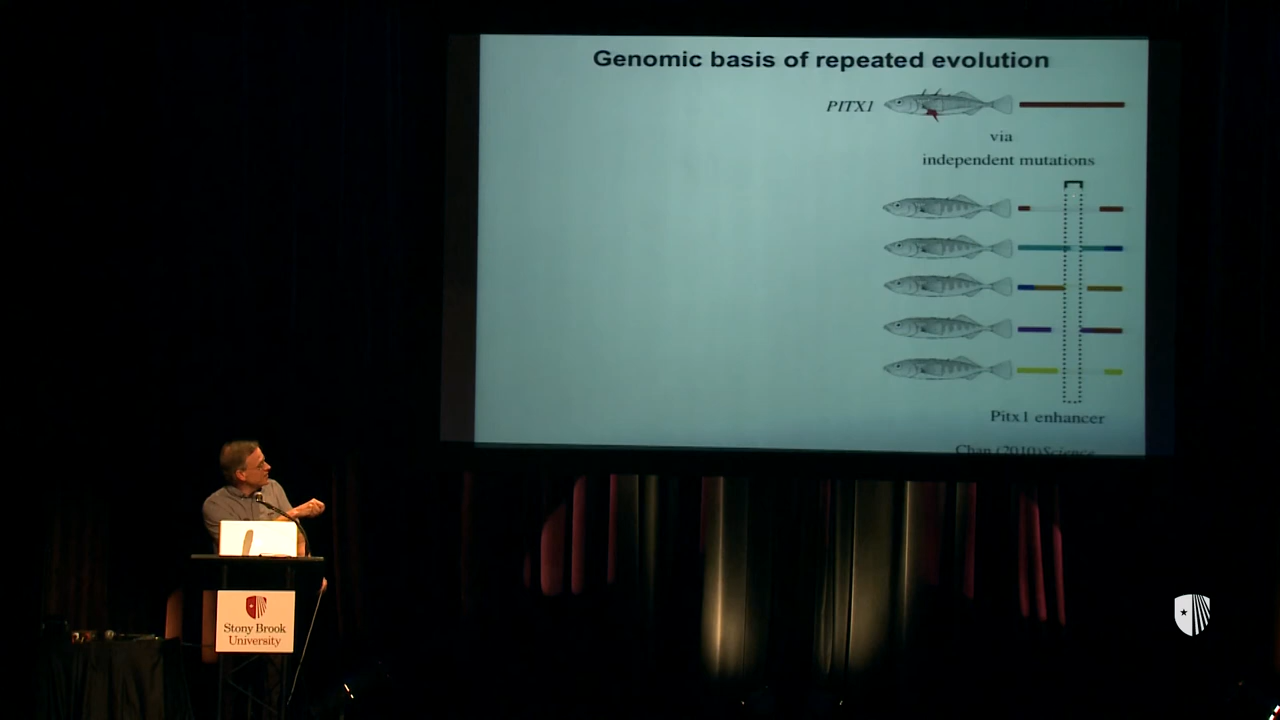 Genomic basis of repeated evolution
PITX1
via
independent mutations
Pitx1 enhancer
Chan (2010) Science
Stony Brook
University